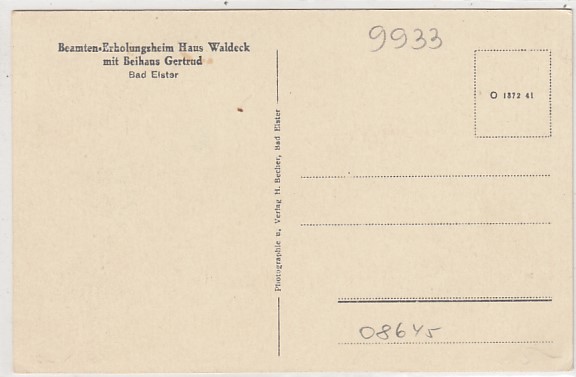 Beamten-Erholungsheim Haus Waldeck
mit Beihaus Gertrud
Bad Elster
9933
O 1372 41
Photographie u. Verlag H. Becher, Bad Elster
08645